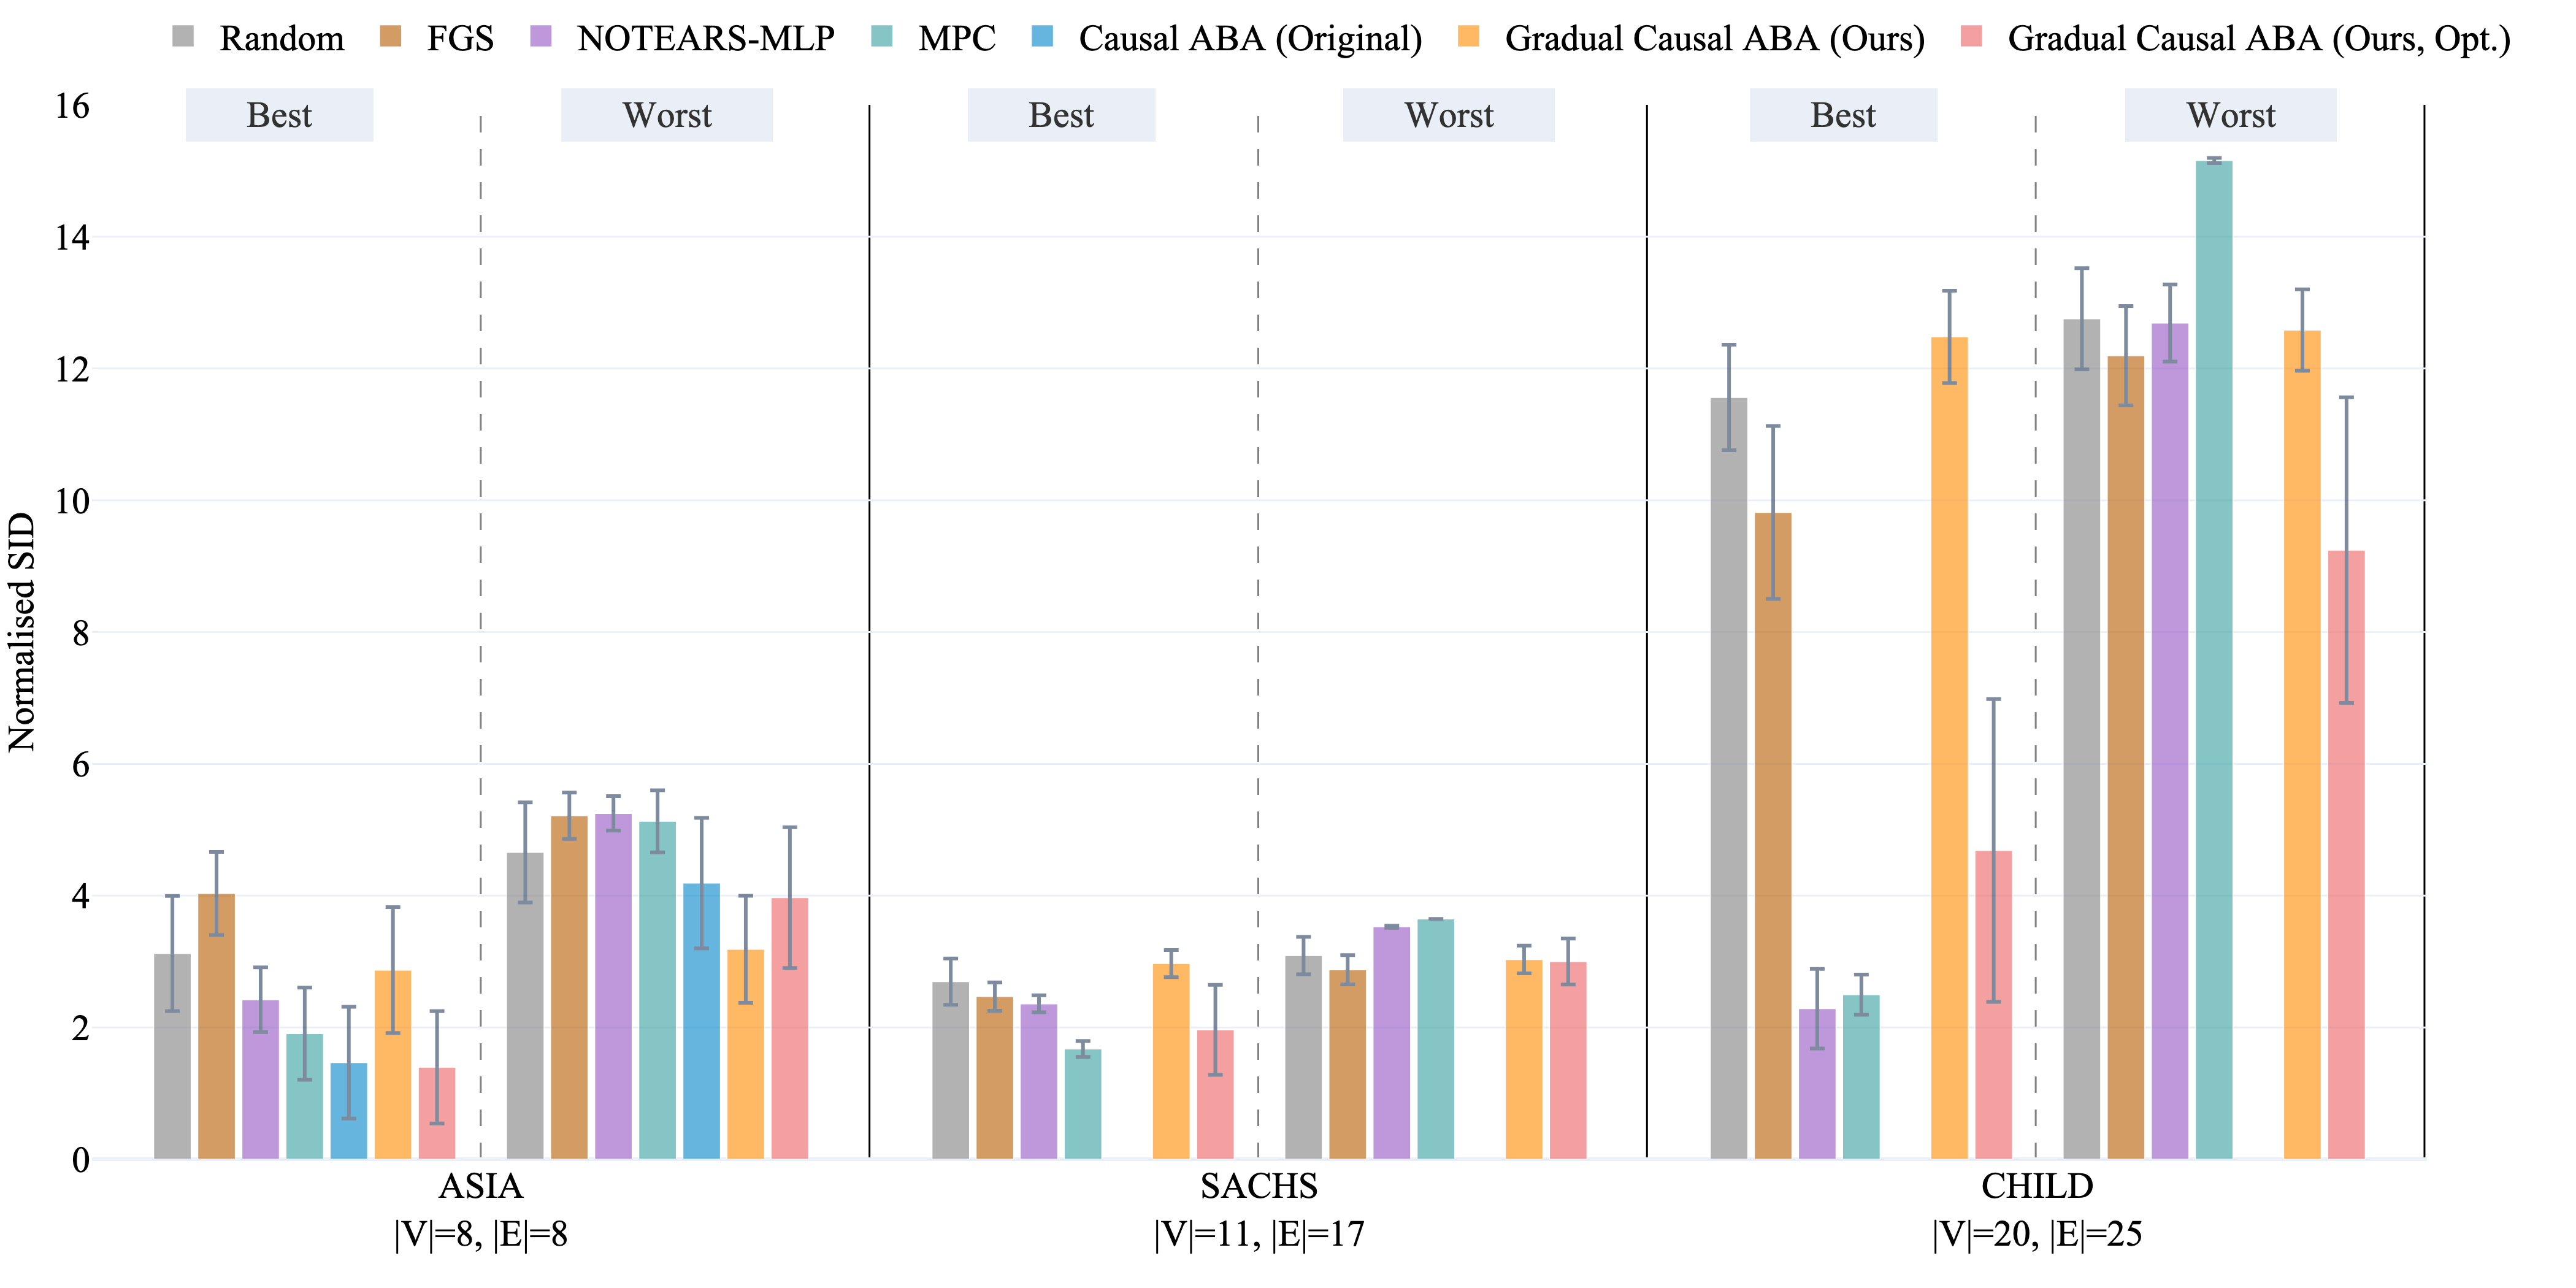 Random FGS NOTEARS-MLP MPC Causal ABA (Original) Gradual Causal ABA (Ours) Gradual Causal ABA (Ours, Opt.)
Best Worst Best Worst Best Worst
16
14
12
10
8
6
4
2
0
Normalised SID
ASIA SACHS CHILD
|V|=8, |E|=8 |V|=11, |E|=17 |V|=20, |E|=25